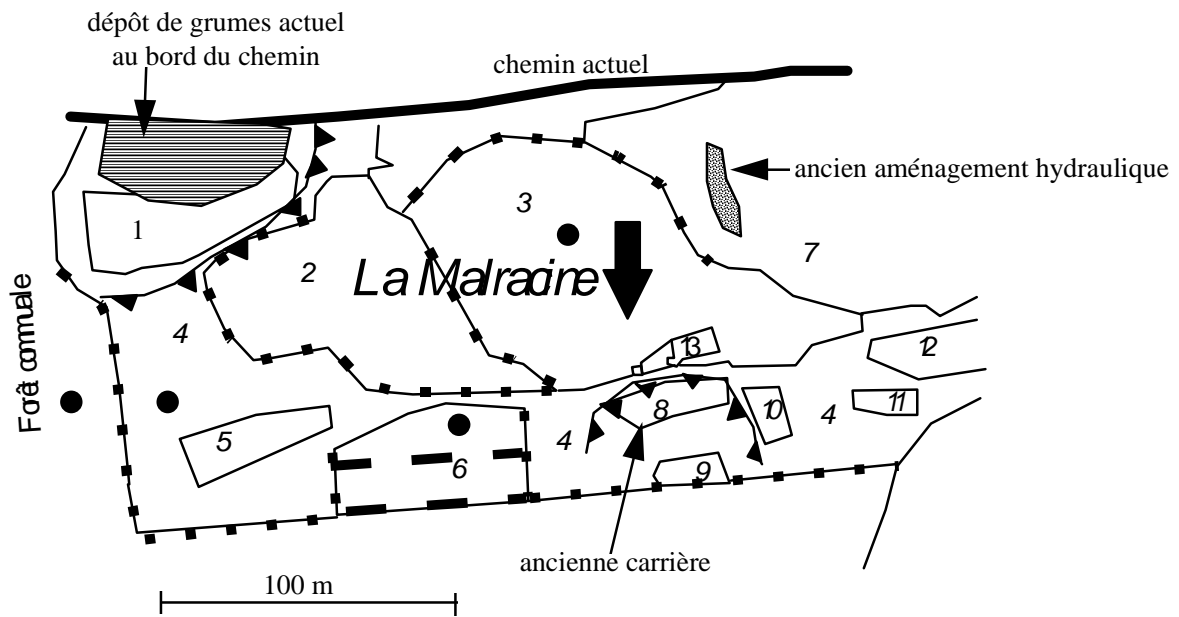 dépôt de grumes actuel
au bord du chemin
chemin actuel
ancien aménagement hydraulique
1
3
7
2
La Malracine
4
Forêt communale
13
12
5
6
4
8
10
4
11
9
ancienne carrière
100 m